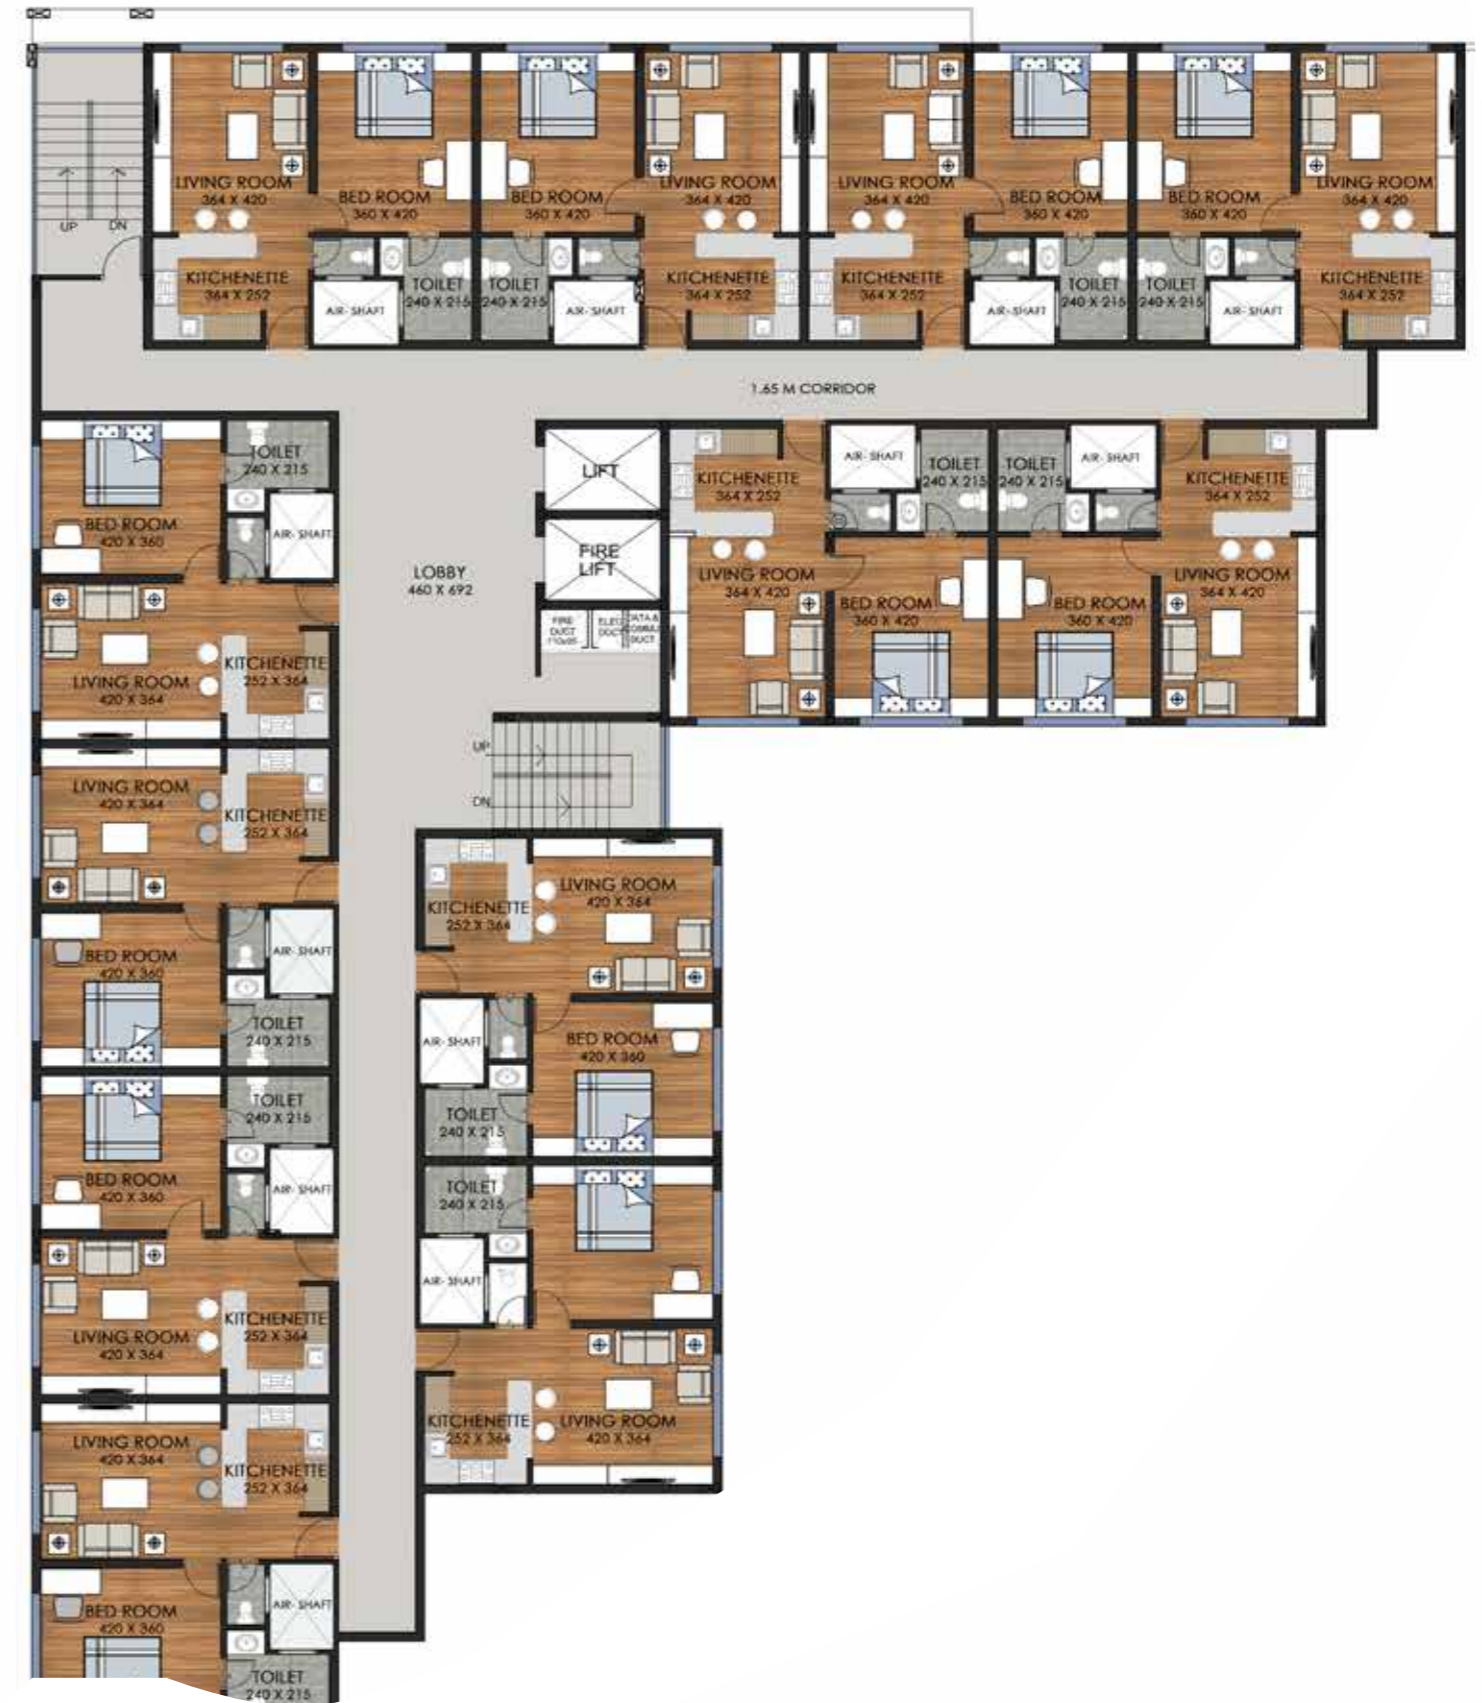 LIVING ROOM
364 X 420
BED ROOM
360 X 420
BED ROOM
360 X 420
LIVING ROOM
364 X 420
LIVING ROOM
364 X 420
BED ROOM
360 X 420
BED ROOM
360 X 420
LIVING ROOM
364 X 420
UP
DN
KITCHENETTE
364 X 252
AIR- SHAFT
TOILET
240 X 215
TOILET
240 X 215
AIR- SHAFT
KITCHENETTE
364 X 252
KITCHENETTE
364 X 252
AIR- SHAFT
TOILET
240 X 215
TOILET
240 X 215
AIR- SHAFT
KITCHENETTE
364 X 252
1.65 M CORRIDOR
TOILET
240 X 215
BED ROOM
420 X 360
AIR- SHAFT
LIFT
FIRE
LIFT
LOBBY
460 X 692
FIRE
DUCT
ELEC
DUCT
DATA &
DUCT
KITCHENETTE
364 X 252
AIR- SHAFT
TOILET
240 X 215
TOILET
240 X 215
AIR- SHAFT
KITCHENETTE
364 X 252
LIVING ROOM
364 X 420
BED ROOM
360 X 420
BED ROOM
360 X 420
LIVING ROOM
364 X 420
KITCHENETTE
252 X 364
LIVING ROOM
420 X 364
UP
DN
LIVING ROOM
420 X 364
KITCHENETTE
252 X 364
LIVING ROOM
420 X 364
KITCHENETTE
252 X 364
BED ROOM
420 X 360
AIR- SHAFT
TOILET
240 X 215
AIR- SHAFT
BED ROOM
420 X 360
TOILET
240 X 215
TOILET
240 X 215
BED ROOM
420 X 360
AIR- SHAFT
TOILET
240 X 215
AIR- SHAFT
KITCHENETTE
252 X 364
LIVING ROOM
420 X 364
KITCHENETTE
252 X 364
LIVING ROOM
420 X 364
LIVING ROOM
420 X 364
KITCHENETTE
252 X 364
BED ROOM
420 X 360
AIR- SHAFT
TOILET
240 X 215